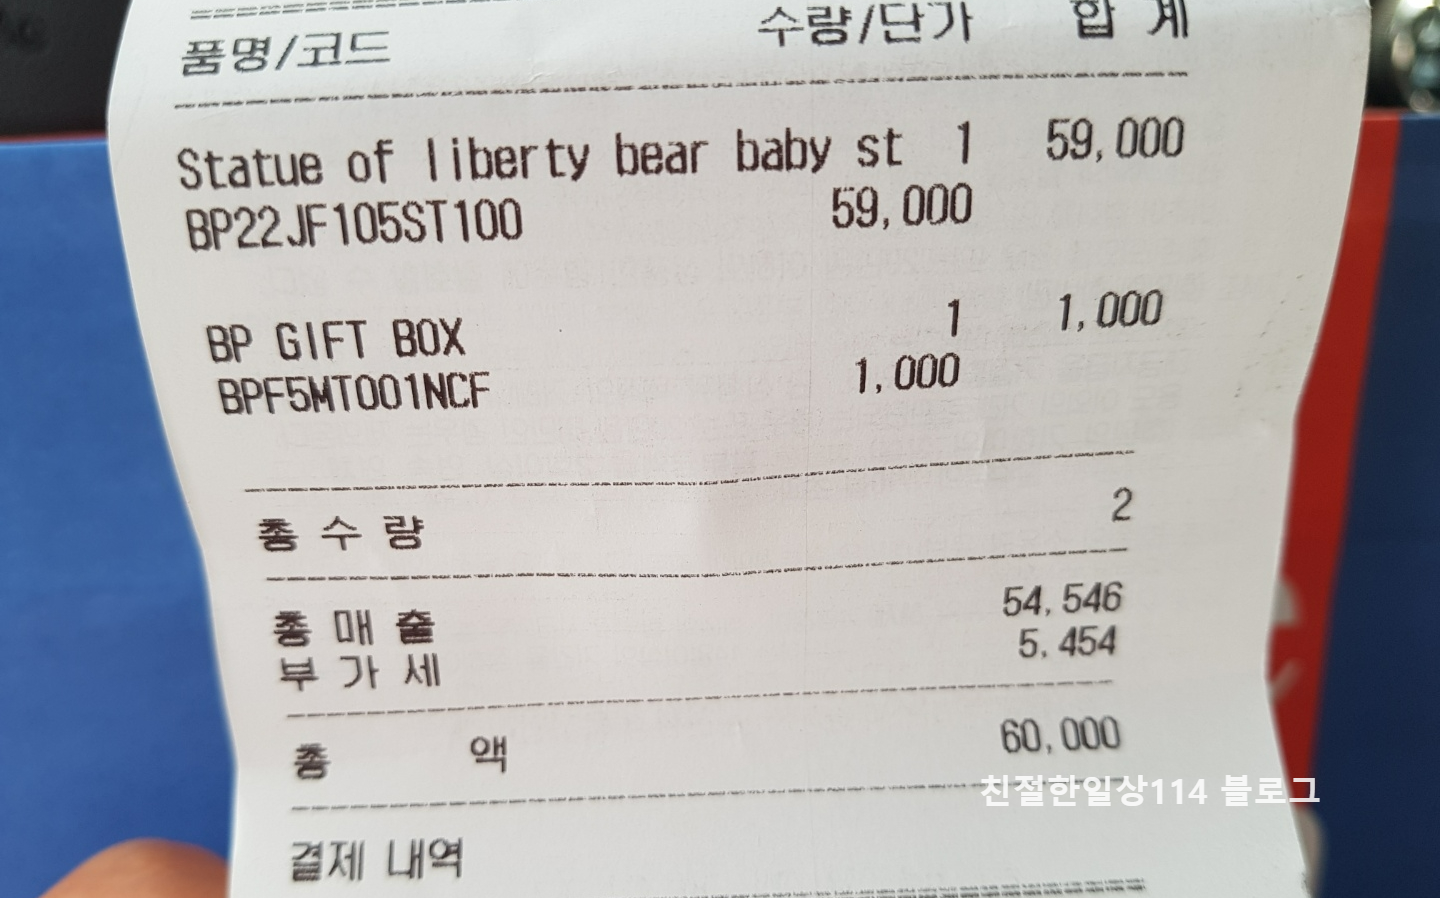 품명/코드 수량/단가 합 계
Statue of liberty bear baby st 1 59,000
BP22JF105ST100 59,000
BP GIFT BOX 1 1,000
BPF5MT001NCF 1,000
총 수 량 2
총 매 출 54,546
부 가 세 5,454
총 액 60,000
친절한일상114 블로그
결제 내역